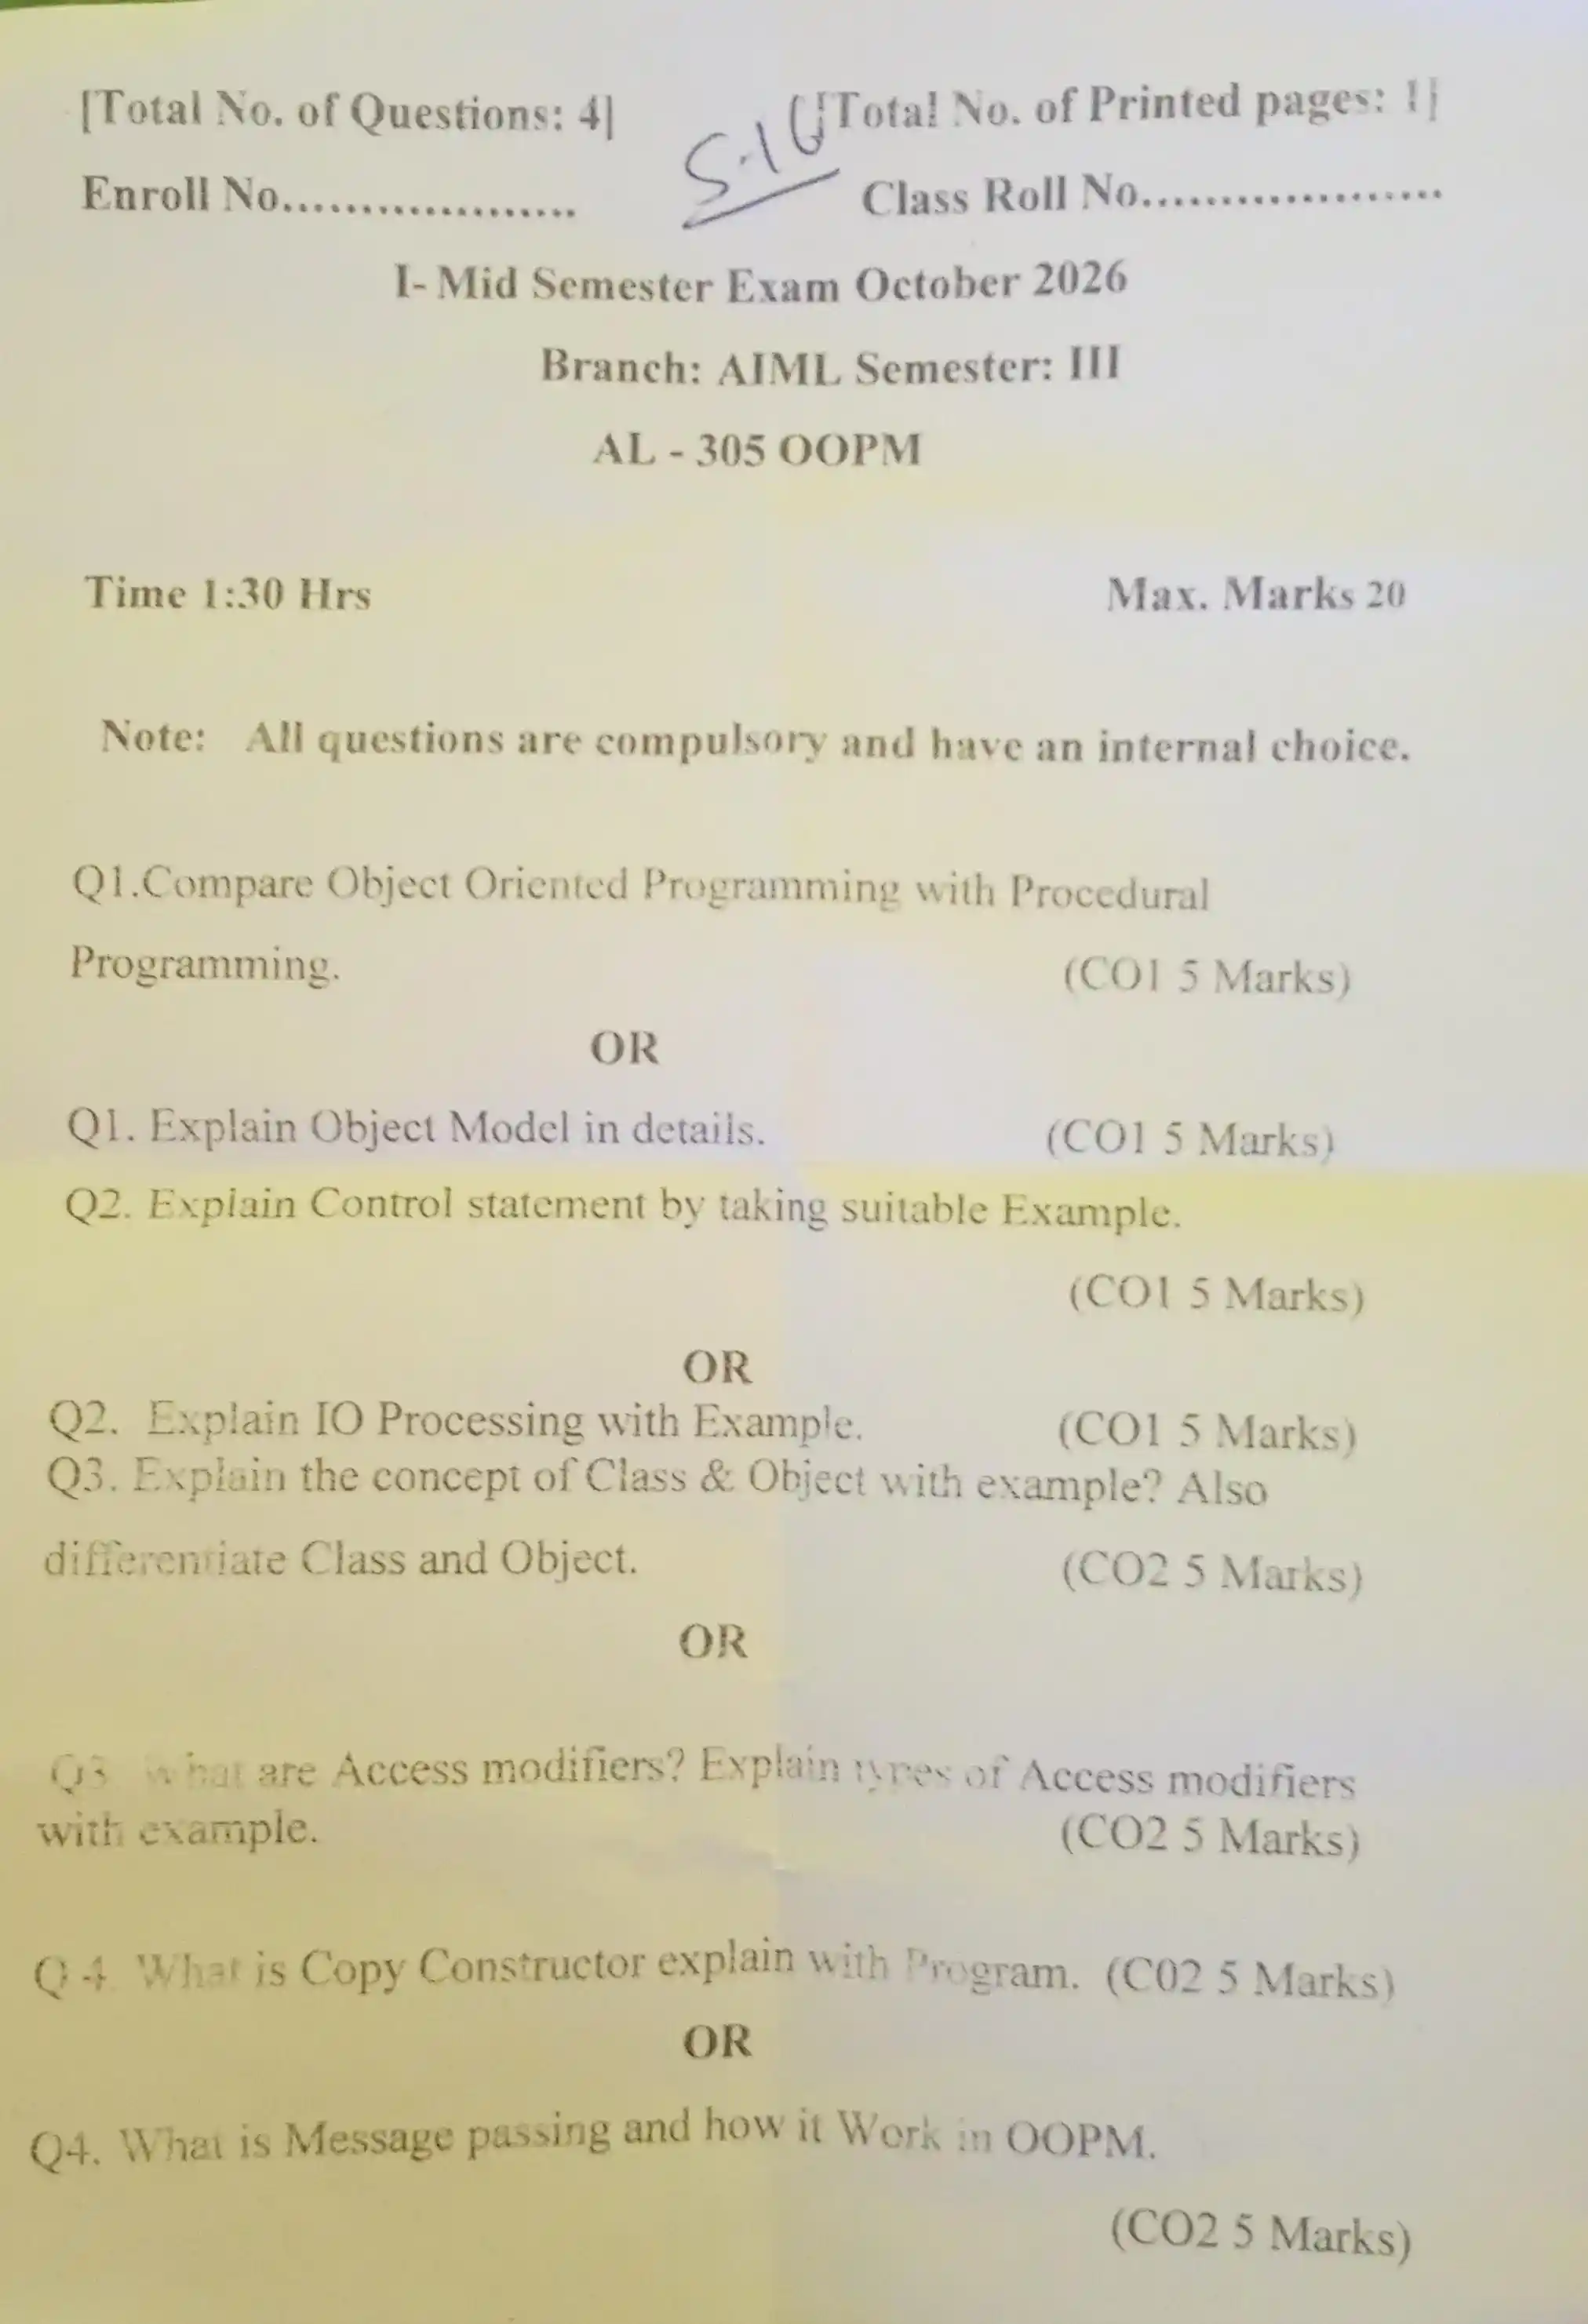 [Total No. of Questions: 4] [Total No. of Printed pages: 1]
Enroll No................... Class Roll No...................
I- Mid Semester Exam October 2026
Branch: AIML Semester: III
AL - 305 OOPM
Time 1:30 Hrs Max. Marks 20
Note: All questions are compulsory and have an internal choice.
Q1.Compare Object Oriented Programming with Procedural
Programming. (CO1 5 Marks)
OR
Q1. Explain Object Model in details. (CO1 5 Marks)
Q2. Explain Control statement by taking suitable Example.
(CO1 5 Marks)
OR
Q2. Explain IO Processing with Example. (CO1 5 Marks)
Q3. Explain the concept of Class & Object with example? Also
differentiate Class and Object. (CO2 5 Marks)
OR
Q3 What are Access modifiers? Explain types of Access modifiers
with example. (CO2 5 Marks)
Q 4 What is Copy Constructor explain with Program. (C02 5 Marks)
OR
Q4. What is Message passing and how it Work in OOPM.
(CO2 5 Marks)